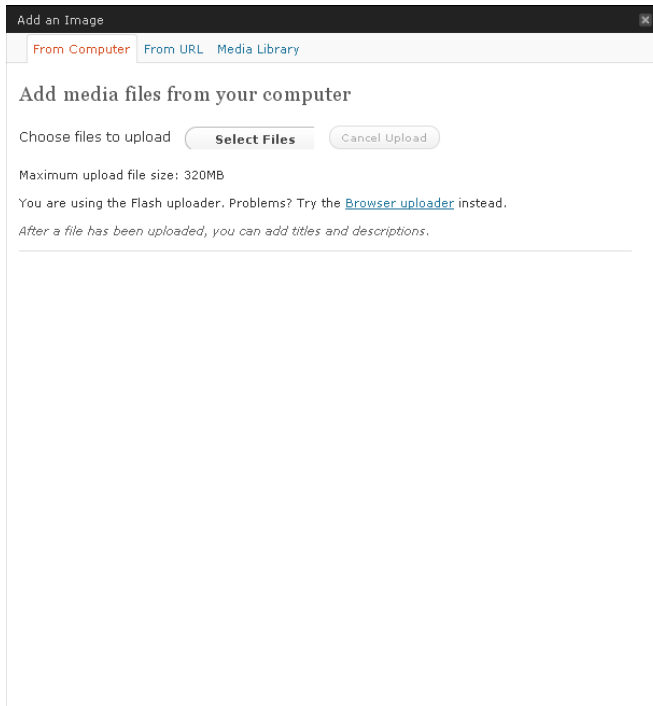 Add an Image
From Computer From URL Media Library
Add media files from your computer
Choose files to upload Select Files Cancel Upload
Maximum upload file size: 320MB
You are using the Flash uploader. Problems? Try the Browser uploader instead.
After a file has been uploaded, you can add titles and descriptions.